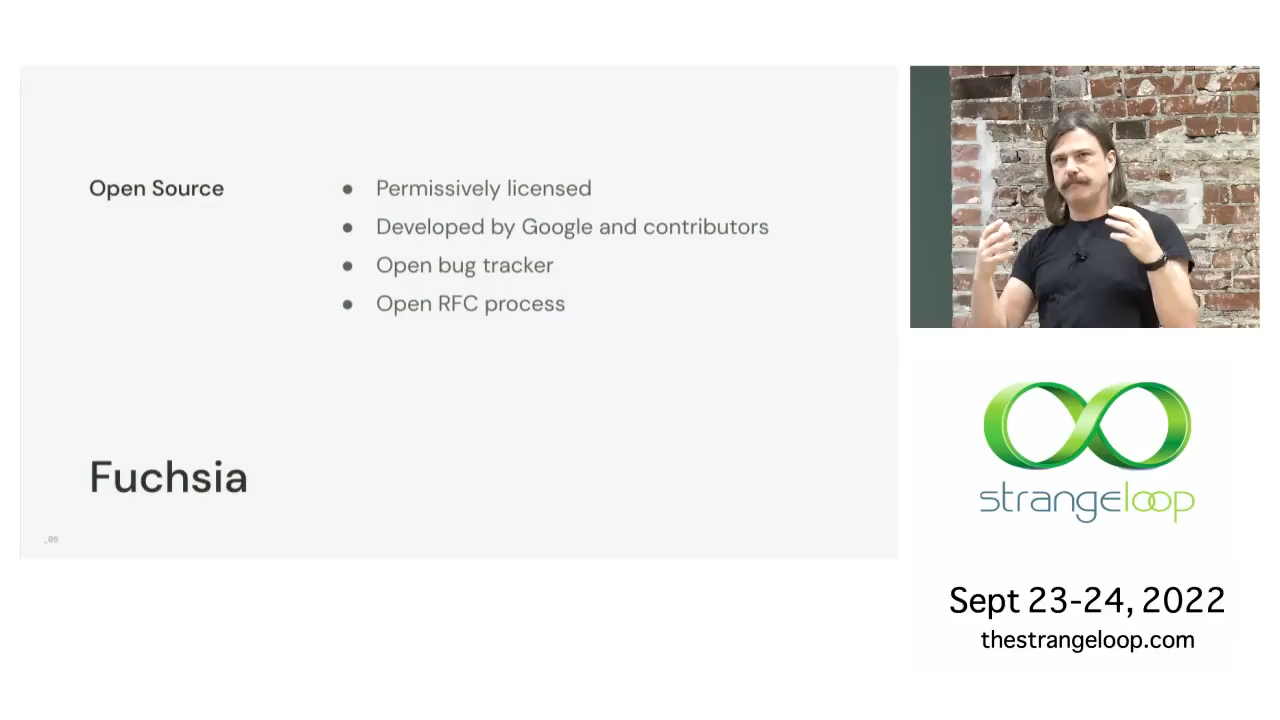 Open Source
● Permissively licensed
● Developed by Google and contributors
● Open bug tracker
● Open RFC process
Fuchsia
_06
strangeloop
Sept 23-24, 2022
thestrangeloop.com